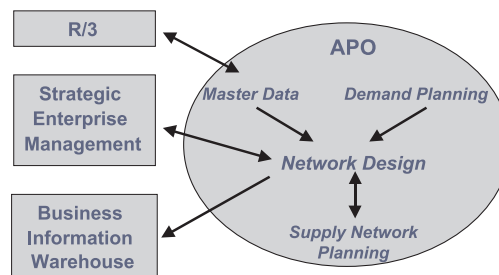 R/3
APO
Strategic
Enterprise
Management
Master Data
Demand Planning
Network Design
Business
Information
Warehouse
Supply Network
Planning